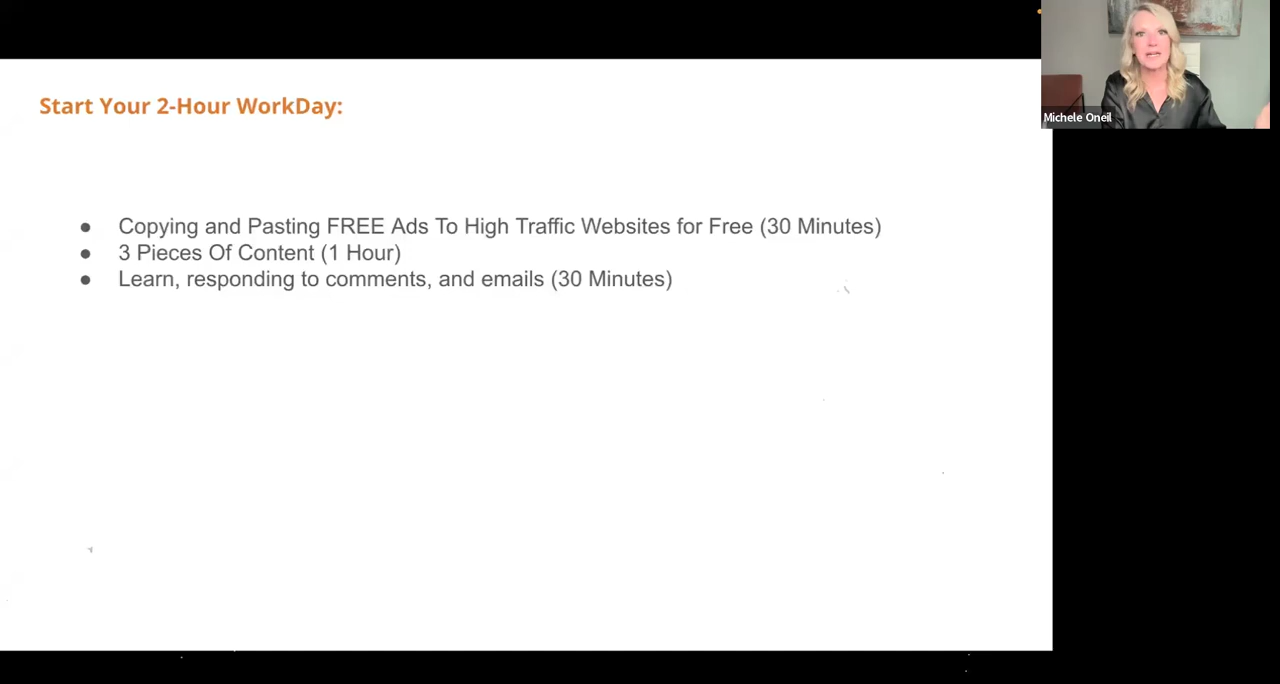 Start Your 2-Hour WorkDay:
Michele Oneil
● Copying and Pasting FREE Ads To High Traffic Websites for Free (30 Minutes)
● 3 Pieces Of Content (1 Hour)
● Learn, responding to comments, and emails (30 Minutes)